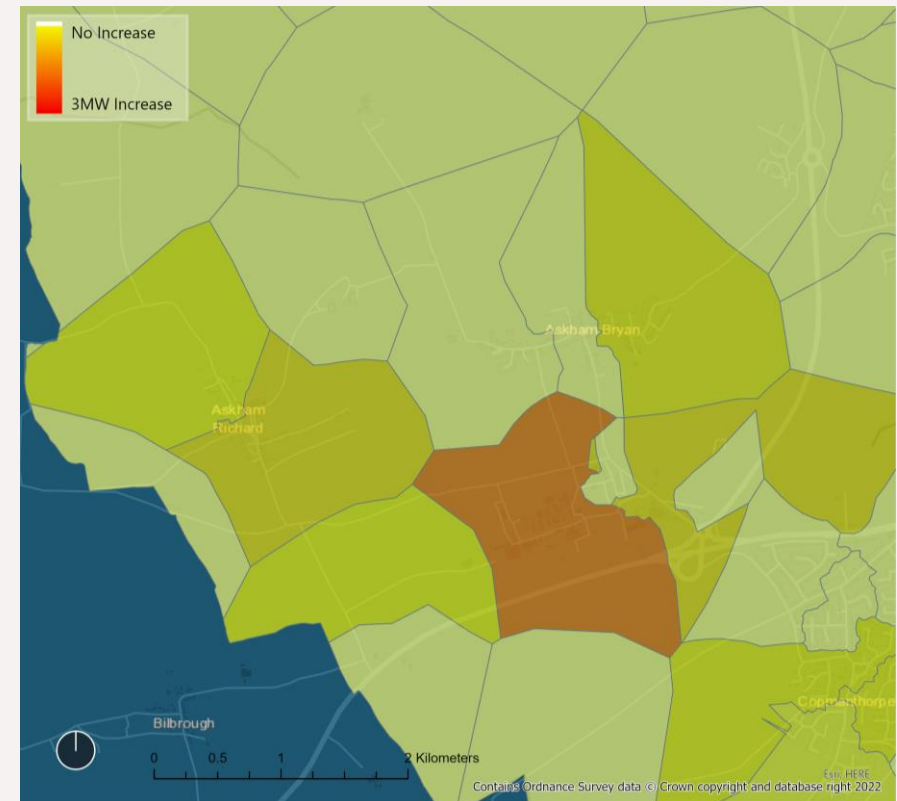 No Increase
3MW Increase
Askham Bryan
Askham
Richard
Copmanthorpe
Bilbrough
0 0.5 1 2 Kilometers
Esri, HERE
Contains Ordnance Survey data © Crown copyright and database right 2022